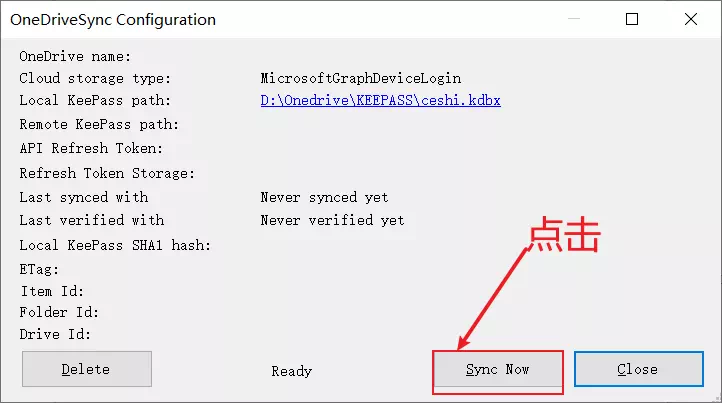 OneDriveSync Configuration
OneDrive name:
Cloud storage type: MicrosoftGraphDeviceLogin
Local KeePass path: D:\Onedrive\KEEPASS\ceshi.kdbx
Remote KeePass path:
API Refresh Token:
Refresh Token Storage:
Last synced with Never synced yet
Last verified with Never verified yet
点击
Local KeePass SHA1 hash:
ETag:
Item Id:
Folder Id:
Drive Id:
Delete Ready Sync Now Close